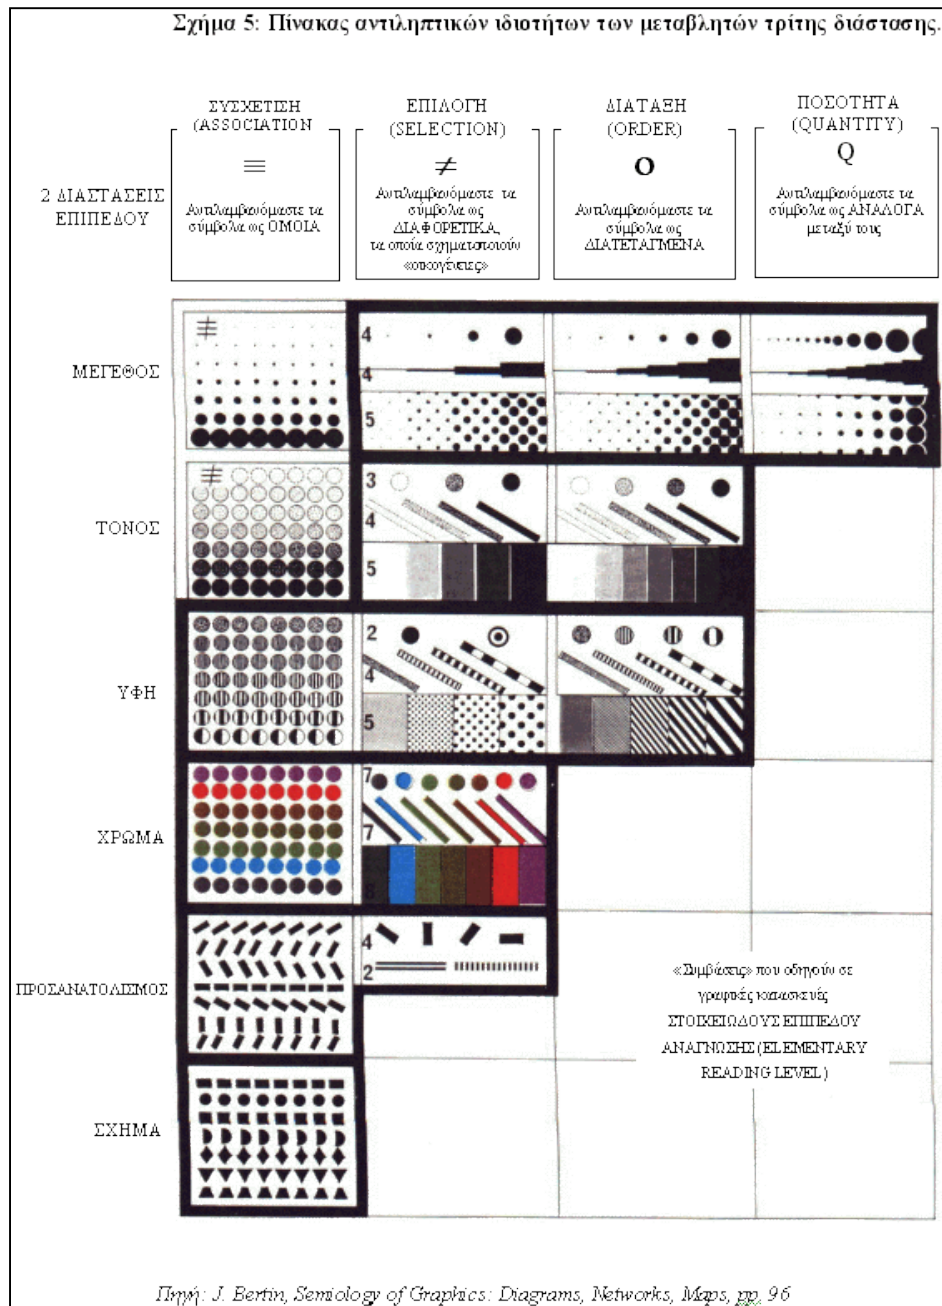 Σχήμα 5: Πίνακας αντιληπτικών ιδιοτήτων των μεταβλητών τρίτης διάστασης.
ΣΥΣΧΕΤΙΣΗ
(ASSOCIATION
≡
Αντιλαμβανόμαστε τα
σύμβολα ως ΟΜΟΙΑ
ΕΠΙΛΟΓΗ
(SELECTION)
≠
Αντιλαμβανόμαστε τα
σύμβολα ως
ΔΙΑΦΟΡΕΤΙΚΑ,
τα οποία σχηματοποιούν
«οικογένειες»
ΔΙΑΤΑΞΗ
(ORDER)
O
Αντιλαμβανόμαστε τα
σύμβολα ως
ΔΙΑΤΕΤΑΓΜΕΝΑ
ΠΟΣΟΤΗΤΑ
(QUANTITY)
Q
Αντιλαμβανόμαστε τα
σύμβολα ως ΑΝΑΛΟΓΑ
μεταξύ τους
2 ΔΙΑΣΤΑΣΕΙΣ
ΕΠΙΠΕΔΟΥ
ΜΕΓΕΘΟΣ
4
4
5
ΤΟΝΟΣ
3
4
5
ΥΦΗ
2
4
5
ΧΡΩΜΑ
7
7
8
ΠΡΟΣΑΝΑΤΟΛΙΣΜΟΣ
4
2
«Συμβάσεις» που οδηγούν σε
γραφικές κατασκευές
ΣΤΟΙΧΕΙΩΔΟΥΣ ΕΠΙΠΕΔΟΥ
ΑΝΑΓΝΩΣΗΣ (ELEMENTARY
READING LEVEL)
ΣΧΗΜΑ
Πηγή: J. Bertin, Semiology of Graphics: Diagrams, Networks, Maps, pp. 96